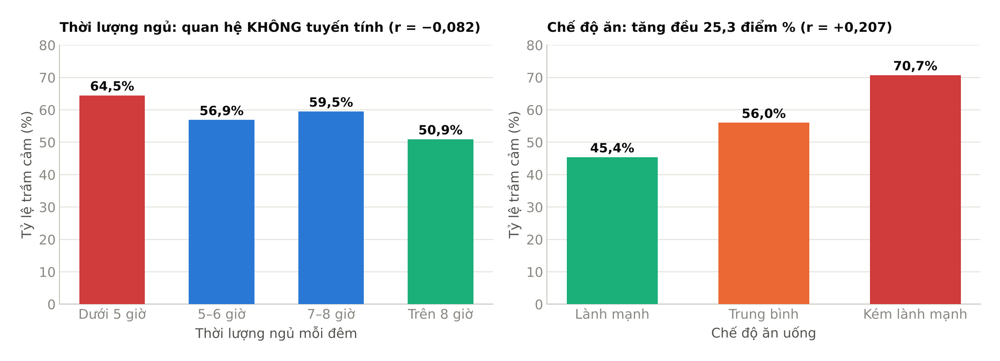 Thời lượng ngủ: quan hệ KHÔNG tuyến tính (r = −0,082)
80
70
60
50
40
30
20
10
0
Tỷ lệ trầm cảm (%)
64,5%
56,9%
59,5%
50,9%
Dưới 5 giờ
5–6 giờ
7–8 giờ
Trên 8 giờ
Thời lượng ngủ mỗi đêm
Chế độ ăn: tăng đều 25,3 điểm % (r = +0,207)
80
70
60
50
40
30
20
10
0
Tỷ lệ trầm cảm (%)
45,4%
56,0%
70,7%
Lành mạnh
Trung bình
Kém lành mạnh
Chế độ ăn uống